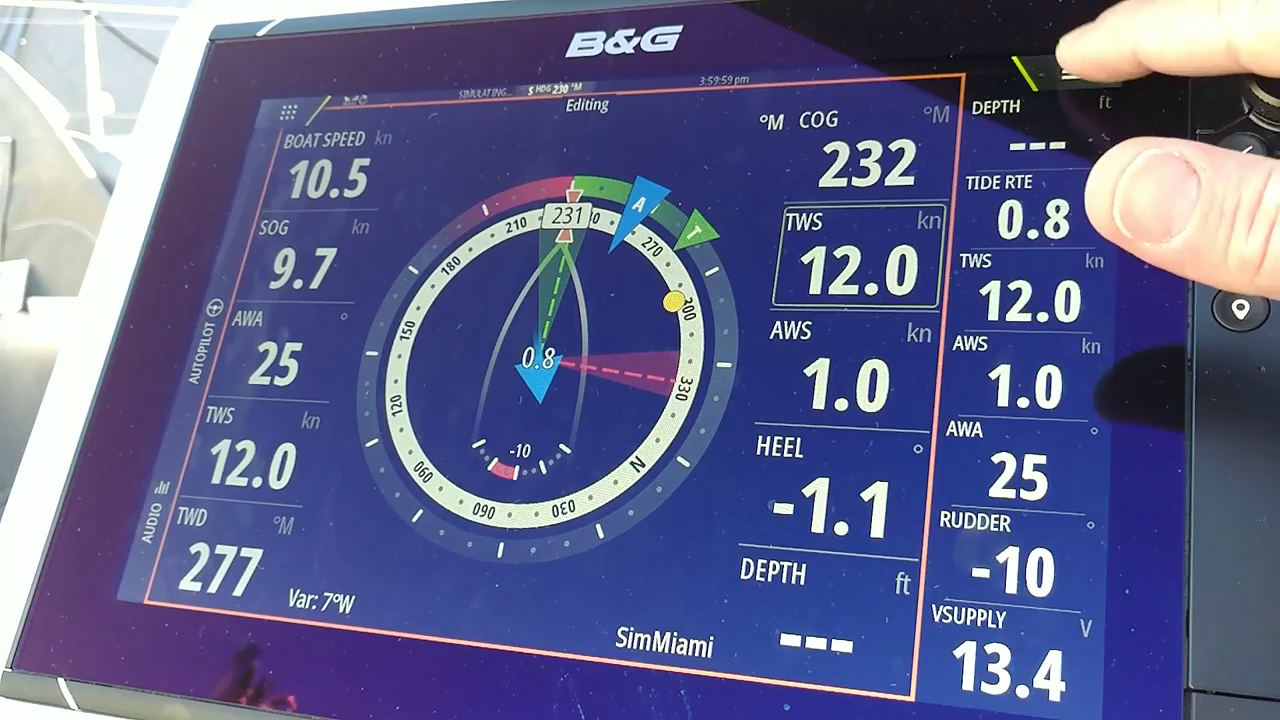 B&G
SIMULATING... $ HDG 230 °M
3:59:59 pm
Editing
BOAT SPEED kn
10.5
SOG kn
9.7
AWA °
25
TWS kn
12.0
TWD °M
277
AUTOPILOT
AUDIO
Var: 7°W
231
210
180
150
120
090
060
030
N
330
300
270
A
T
0.8
-10
SimMiami
°M COG °M
232
TWS kn
12.0
AWS kn
1.0
HEEL °
-1.1
DEPTH ft
---
DEPTH ft
---
TIDE RTE
0.8
TWS kn
12.0
AWS kn
1.0
AWA °
25
RUDDER °
-10
VSUPPLY V
13.4